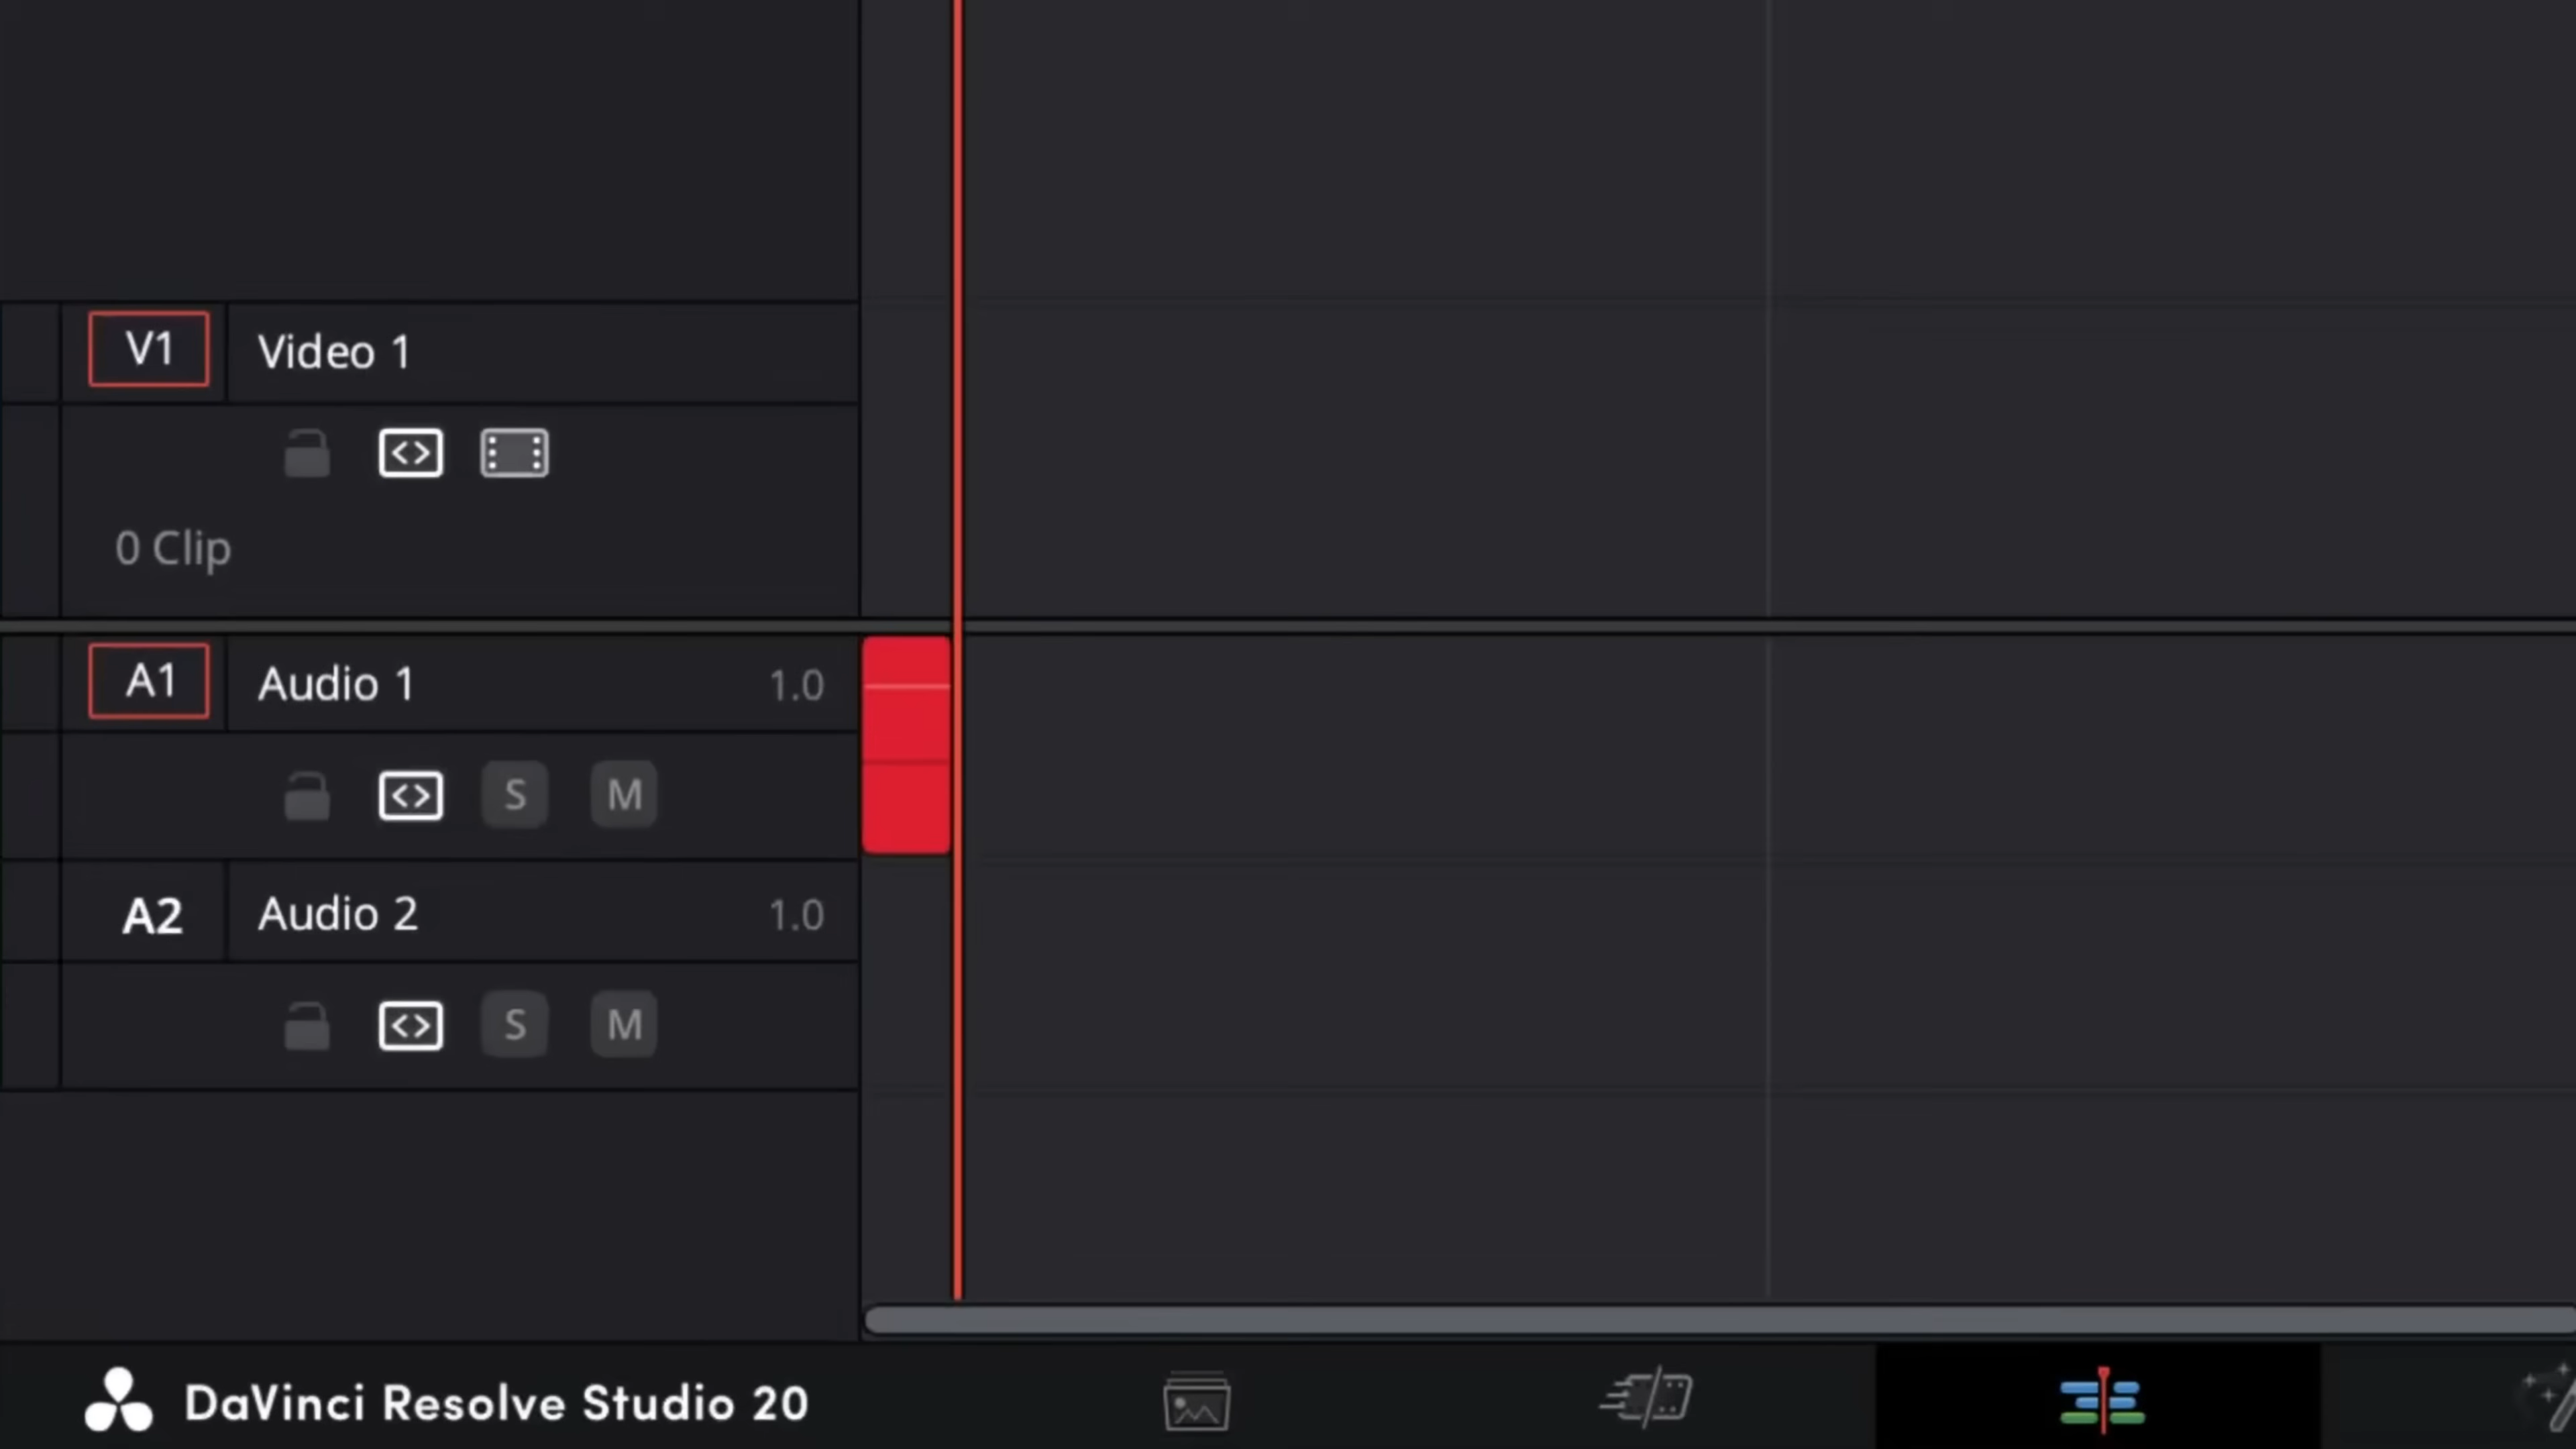 V1 Video 1
0 Clip
A1 Audio 1 1.0
S M
A2 Audio 2 1.0
S M
DaVinci Resolve Studio 20